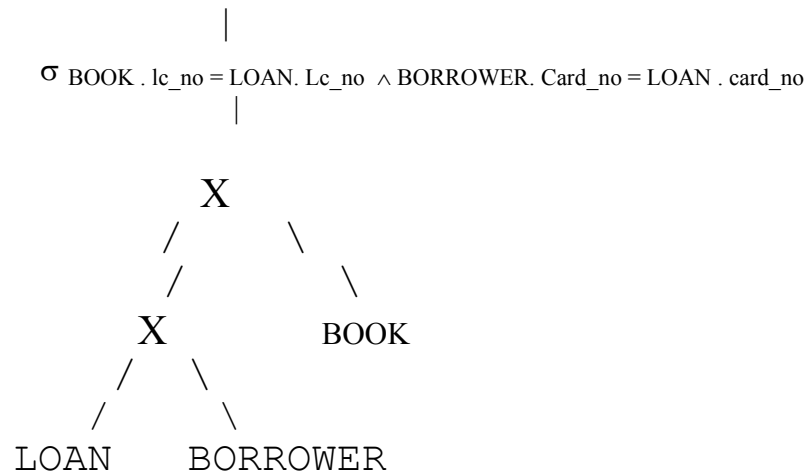 σ BOOK . lc_no = LOAN. Lc_no ∧ BORROWER. Card_no = LOAN . card_no
X
X BOOK
LOAN BORROWER